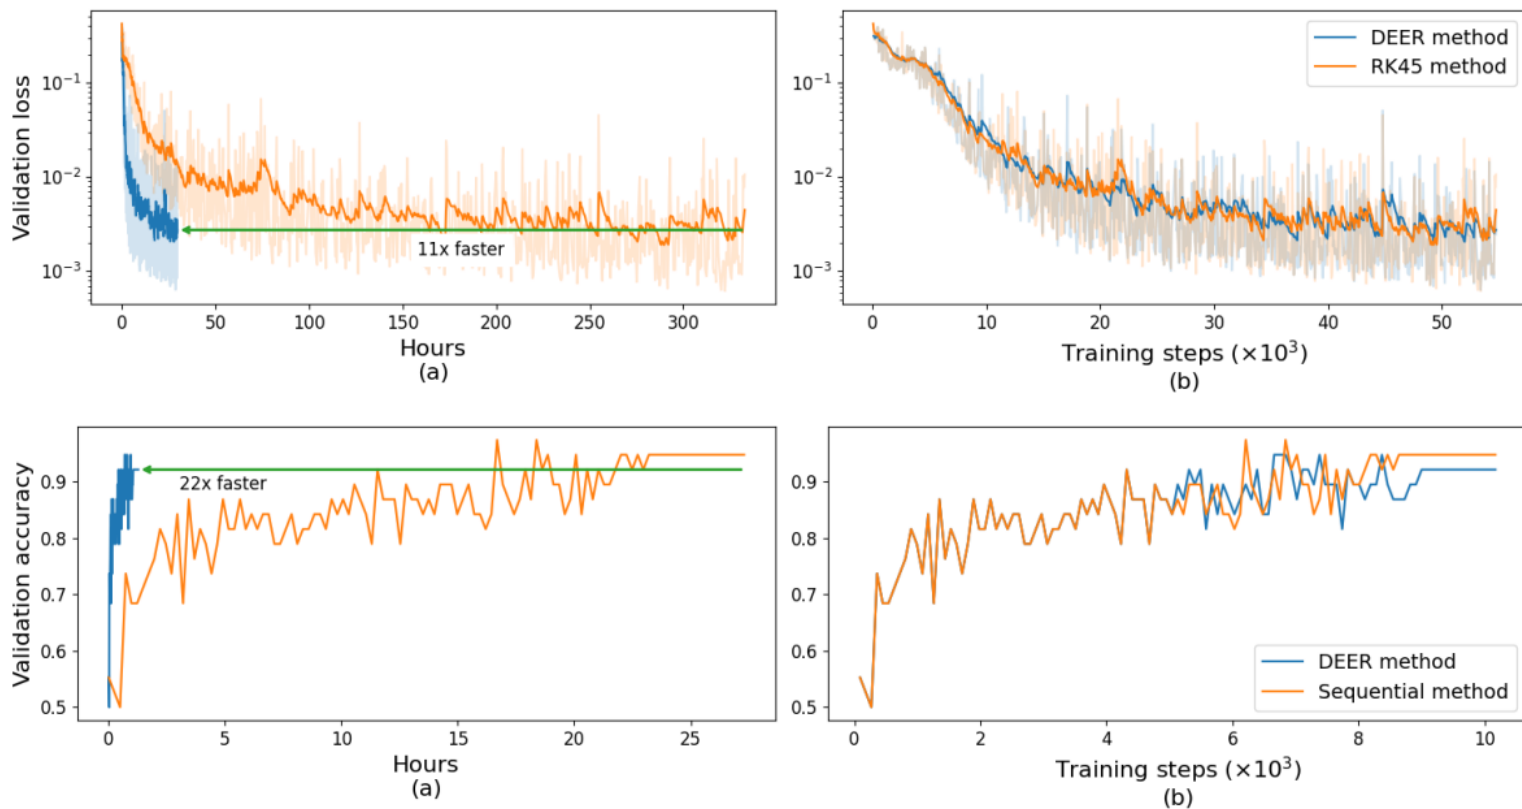 Validation loss
10⁻¹
10⁻²
10⁻³
11x faster
0 50 100 150 200 250 300
Hours
(a)
DEER method
RK45 method
10⁻¹
10⁻²
10⁻³
0 10 20 30 40 50
Training steps (×10³)
(b)
Validation accuracy
0.9
0.8
0.7
0.6
0.5
22x faster
0 5 10 15 20 25
Hours
(a)
0.9
0.8
0.7
0.6
0.5
DEER method
Sequential method
0 2 4 6 8 10
Training steps (×10³)
(b)